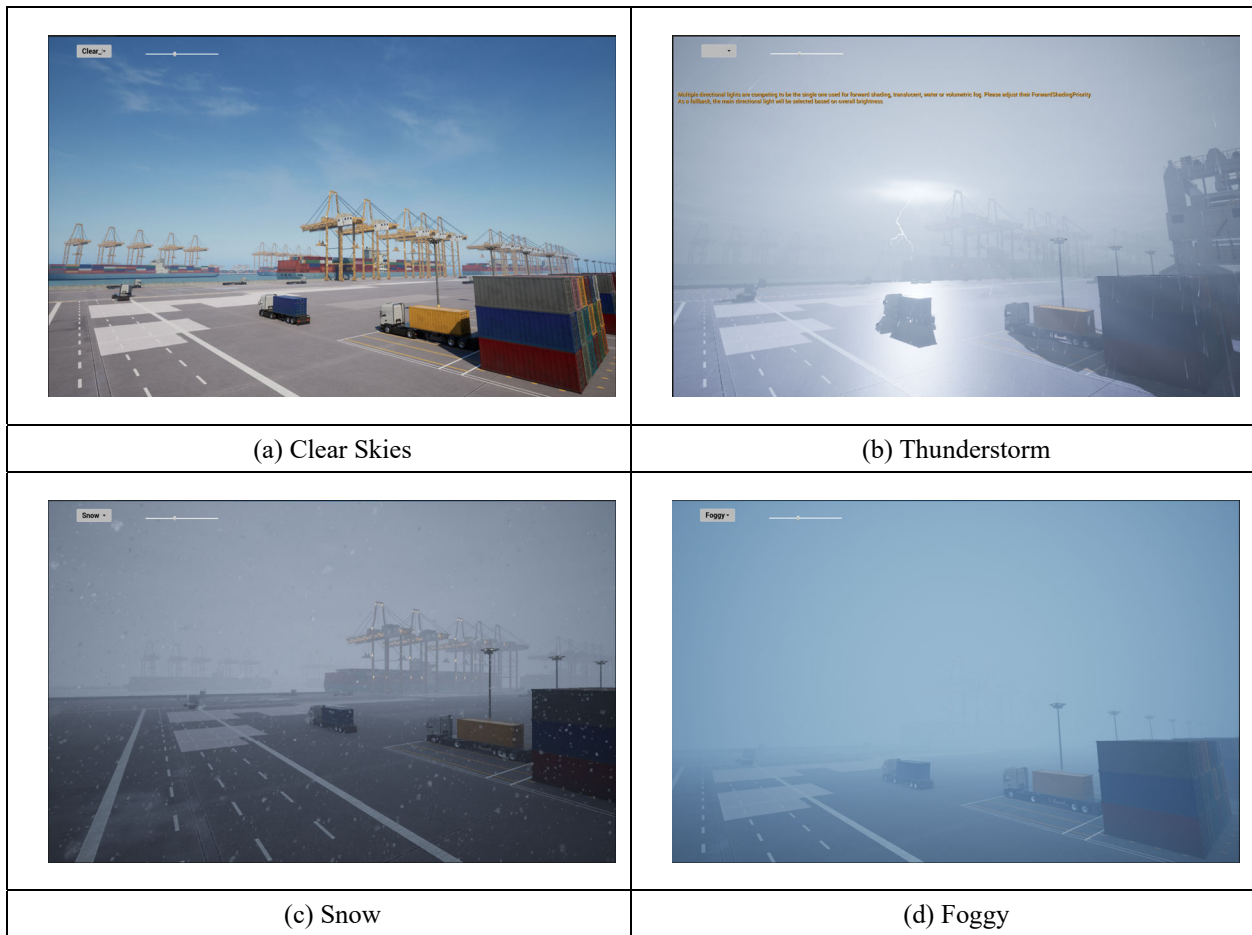 Clear_
Multiple directional lights are competing to be the single one used for forward shading, translucent, water or volumetric fog. Please adjust their ForwardShadingPriority
As a fallback, the main directional light will be selected based on overall brightness
(a) Clear Skies
(b) Thunderstorm
Snow
Foggy
(c) Snow
(d) Foggy